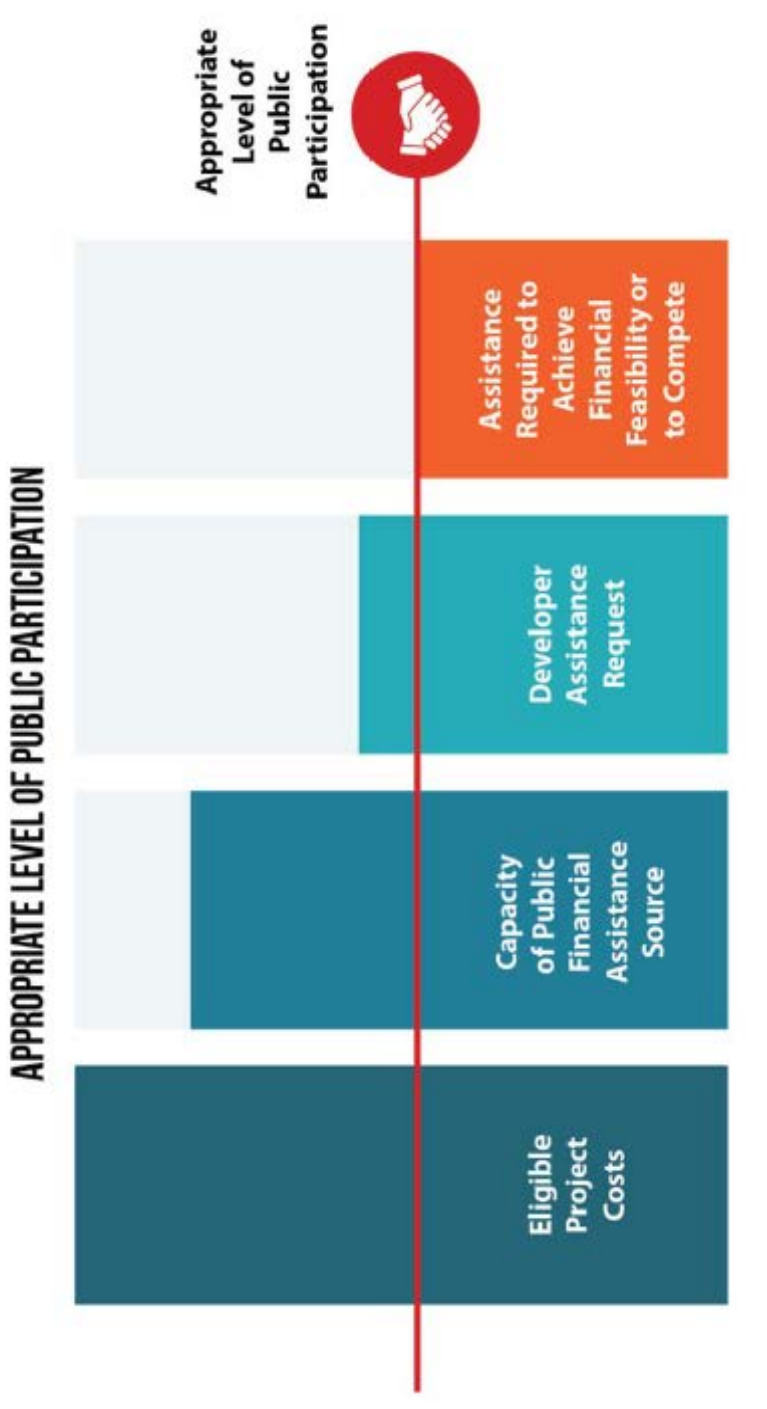 APPROPRIATE LEVEL OF PUBLIC PARTICIPATION
Eligible
Project
Costs
Capacity
of Public
Financial
Assistance
Source
Developer
Assistance
Request
Assistance
Required to
Achieve
Financial
Feasibility or
to Compete
Appropriate
Level of
Public
Participation